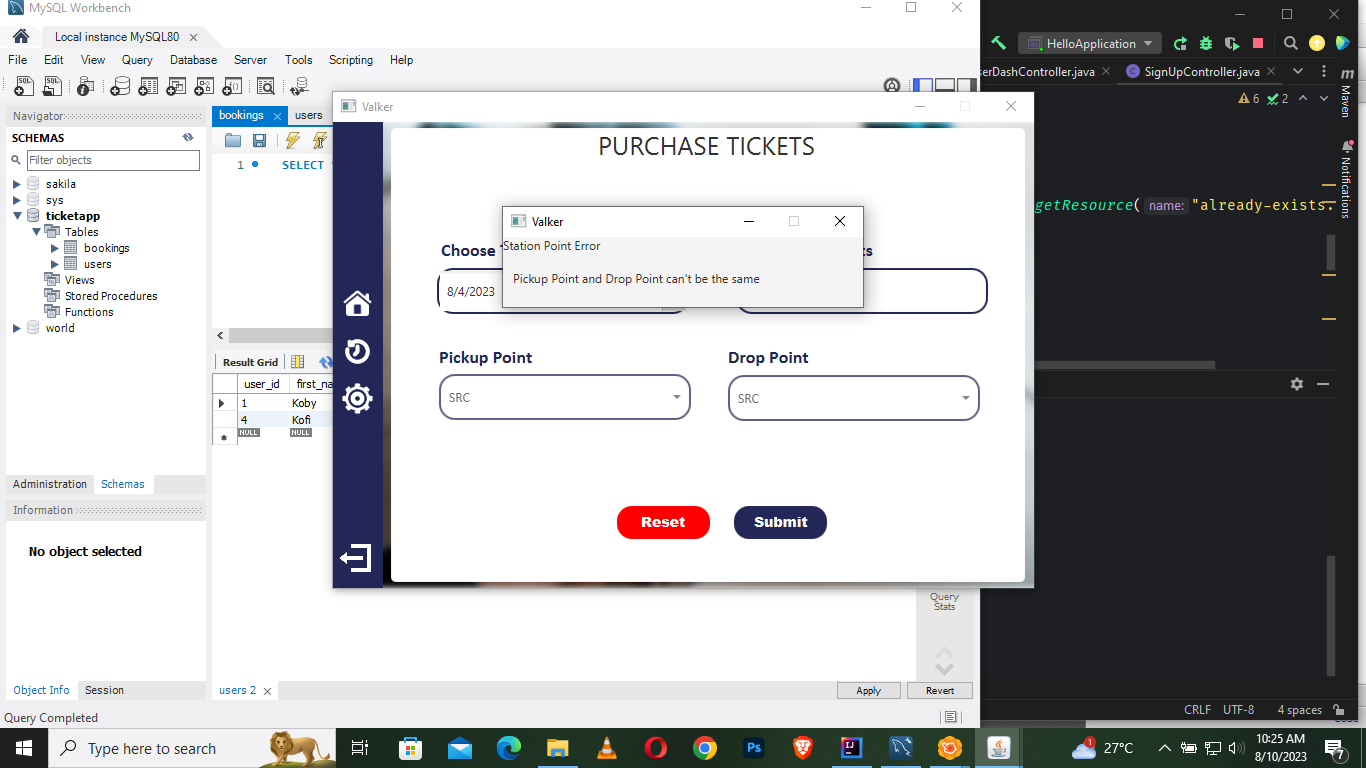 MySQL Workbench
Local instance MySQL80
File Edit View Query Database Server Tools Scripting Help
Navigator
SCHEMAS
Filter objects
sakila
sys
ticketapp
Tables
bookings
users
Views
Stored Procedures
Functions
world
Administration Schemas
Information
No object selected
Object Info Session
Query Completed
bookings users
1 SELECT
Result Grid
user_id first_na
1 Koby
4 Kofi
NULL NULL
users 2
Query
Stats
Apply Revert
Valker
PURCHASE TICKETS
Choose
ts
8/4/2023
Valker
Station Point Error
Pickup Point and Drop Point can't be the same
Pickup Point Drop Point
SRC SRC
Reset Submit
HelloApplication
serDashController.java SignUpController.java
6 2
Maven
Notifications
getResource( name: "already-exists.
CRLF UTF-8 4 spaces
Type here to search
Ps
IJ
1
27°C
10:25 AM
8/10/2023
7